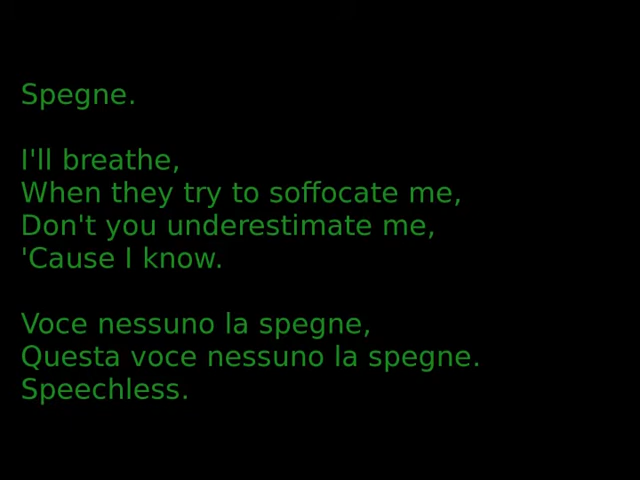 Spegne.
I'll breathe,
When they try to soffocate me,
Don't you underestimate me,
'Cause I know.
Voce nessuno la spegne,
Questa voce nessuno la spegne.
Speechless.